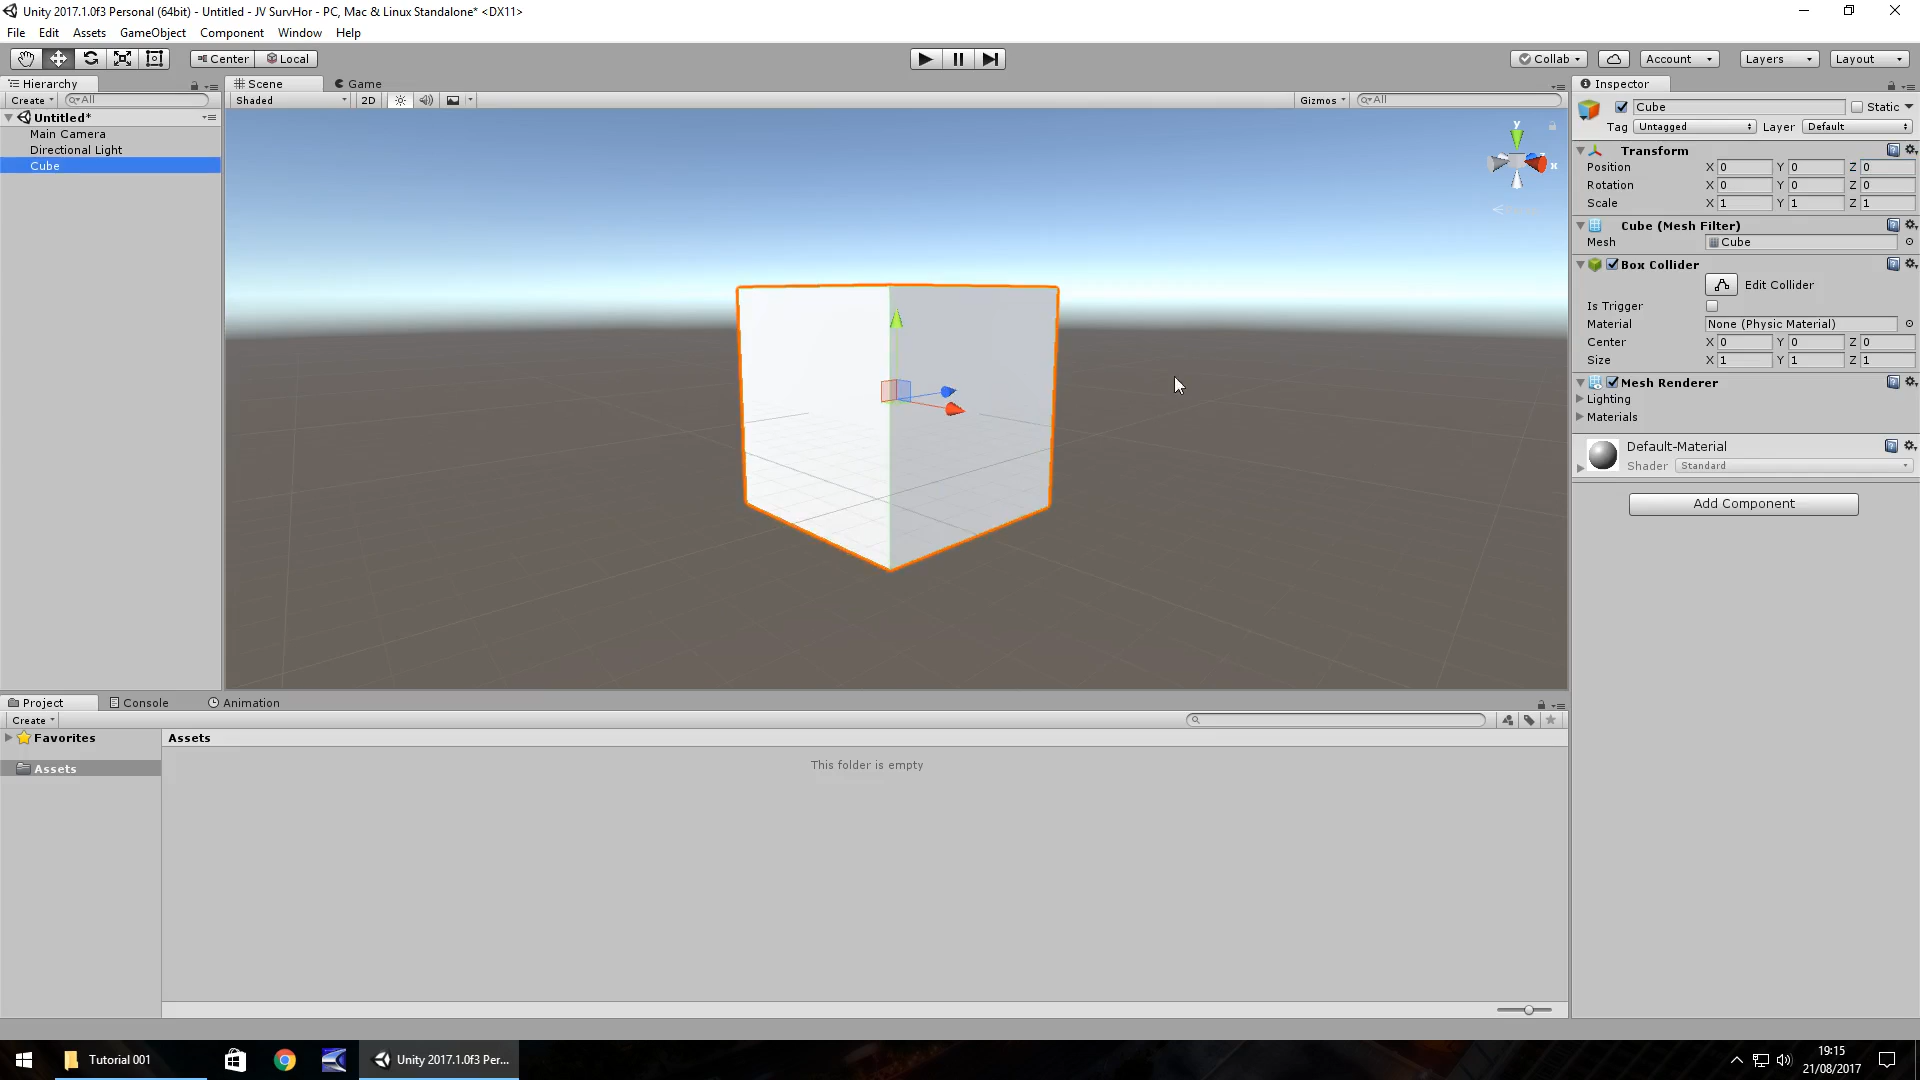 Unity 2017.1.0f3 Personal (64bit) - Untitled - JV SurvHor - PC, Mac & Linux Standalone* <DX11>
File Edit Assets GameObject Component Window Help
Center Local Collab Account Layers Layout
Hierarchy Scene Game Inspector
Create All Shaded 2D Gizmos All
Cube Static
Untitled*
Tag Untagged Layer Default
Main Camera
Directional Light
Cube
y
x
Transform
Position X 0 Y 0 Z 0
Rotation X 0 Y 0 Z 0
Scale X 1 Y 1 Z 1
Cube (Mesh Filter)
Mesh Cube
Box Collider
Edit Collider
Is Trigger
Material None (Physic Material)
Center X 0 Y 0 Z 0
Size X 1 Y 1 Z 1
Mesh Renderer
Lighting
Materials
Default-Material
Shader Standard
Add Component
Project Console Animation
Create
Favorites Assets
Assets This folder is empty
Tutorial 001 Unity 2017.1.0f3 Per...
19:15
21/08/2017